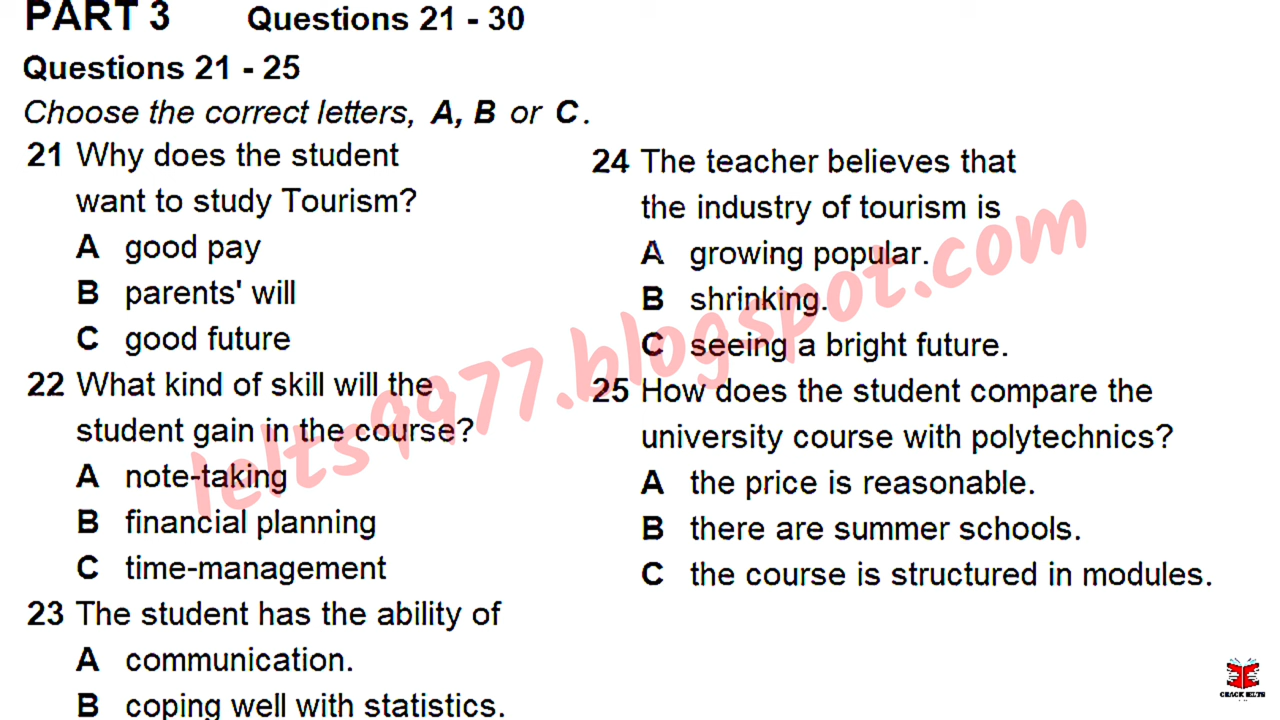 PART 3 Questions 21 - 30
Questions 21 - 25
Choose the correct letters, A, B or C.
21 Why does the student
want to study Tourism?
A good pay
B parents' will
C good future
22 What kind of skill will the
student gain in the course?
A note-taking
B financial planning
C time-management
23 The student has the ability of
A communication.
B coping well with statistics.
24 The teacher believes that
the industry of tourism is
A growing popular.
B shrinking.
C seeing a bright future.
25 How does the student compare the
university course with polytechnics?
A the price is reasonable.
B there are summer schools.
C the course is structured in modules.
Ielts9977.blogspot.com
CRACK IELTS